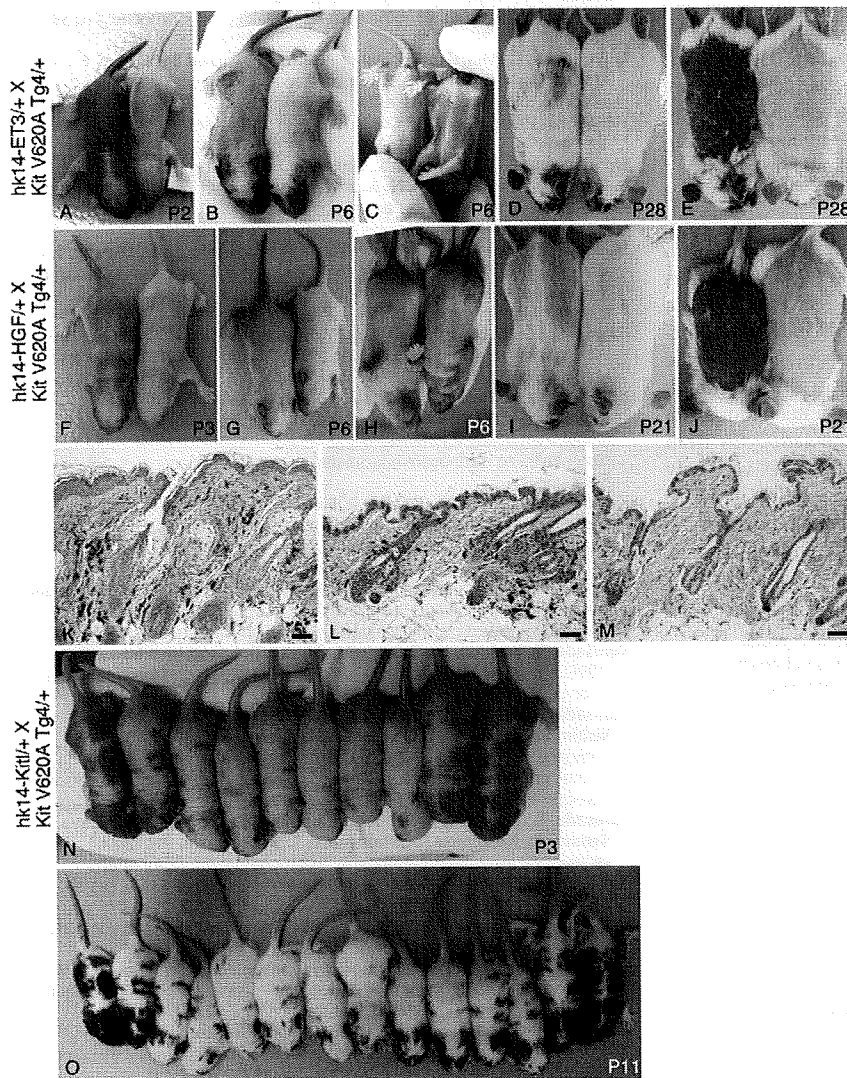 hk14-ET3/+ X
Kit V620A Tg4/+
A
P2
B
P6
C
P6
D
P28
E
P28
hk14-HGF/+ X
Kit V620A Tg4/+
F
P3
G
P6
H
P6
I
P21
J
P21
K
L
M
hk14-Kitl/+ X
Kit V620A Tg4/+
N
P3
O
P11